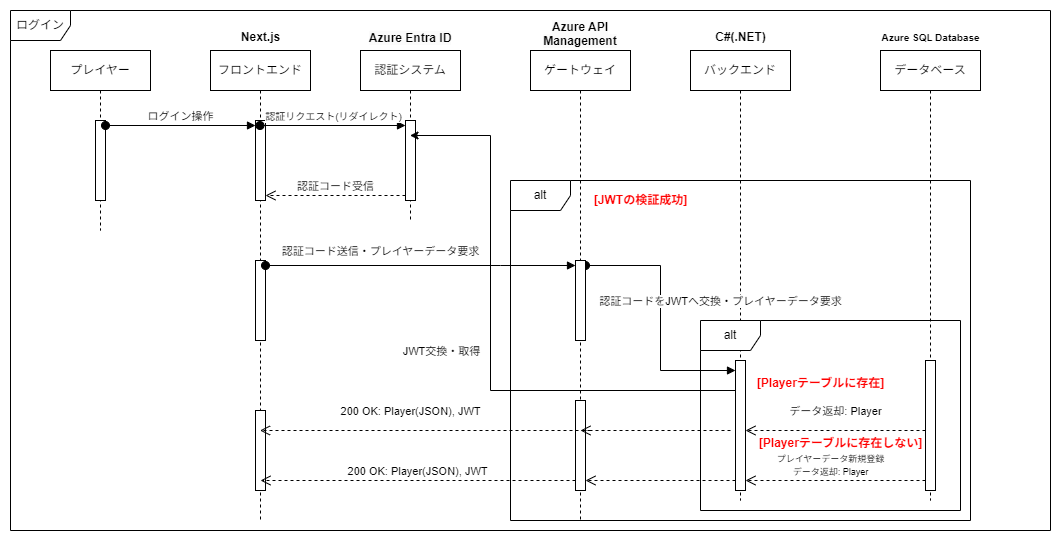 ログイン
Next.js
Azure Entra ID
Azure API
Management
C#(.NET)
Azure SQL Database
プレイヤー
フロントエンド
認証システム
ゲートウェイ
バックエンド
データベース
ログイン操作
認証リクエスト(リダイレクト)
認証コード受信
alt
[JWTの検証成功]
認証コード送信・プレイヤーデータ要求
認証コードをJWTへ交換・プレイヤーデータ要求
alt
JWT交換・取得
[Playerテーブルに存在]
200 OK: Player(JSON), JWT
データ返却: Player
[Playerテーブルに存在しない]
プレイヤーデータ新規登録
データ返却: Player
200 OK: Player(JSON), JWT